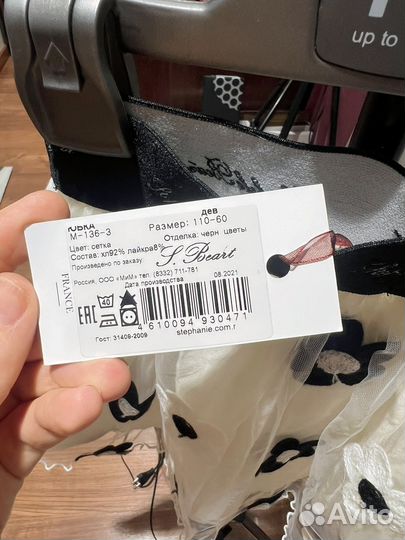 up to
ЮБКА
дев
М-136-3
Размер: 110-60
Цвет: сетка
Отделка: черн цветы
Состав: хл92% лайкра8%
Произведено по заказу:
S. Beart
Россия, ООО «МиМ» (тел. (8332) 711-781
Дата производства
08.2021
FRANCE
EAC
40
4 610094 930471
Гост: 31409-2009
stephanie.com.r
Avito